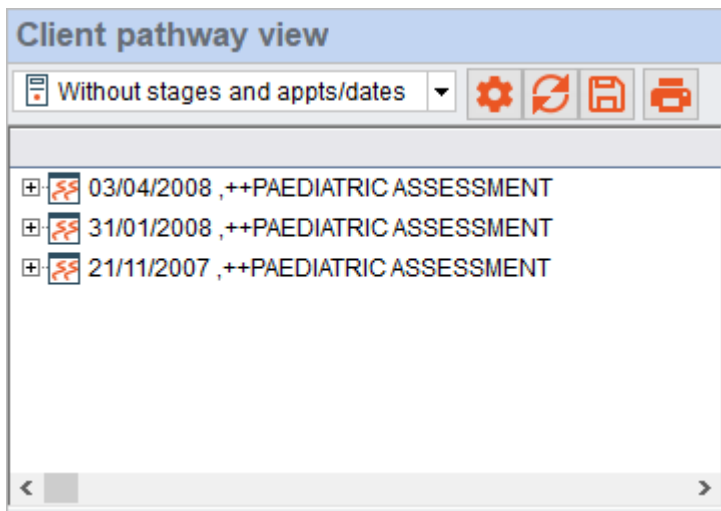 Client pathway view
Without stages and appts/dates
03/04/2008 ,++PAEDIATRIC ASSESSMENT
31/01/2008 ,++PAEDIATRIC ASSESSMENT
21/11/2007 ,++PAEDIATRIC ASSESSMENT